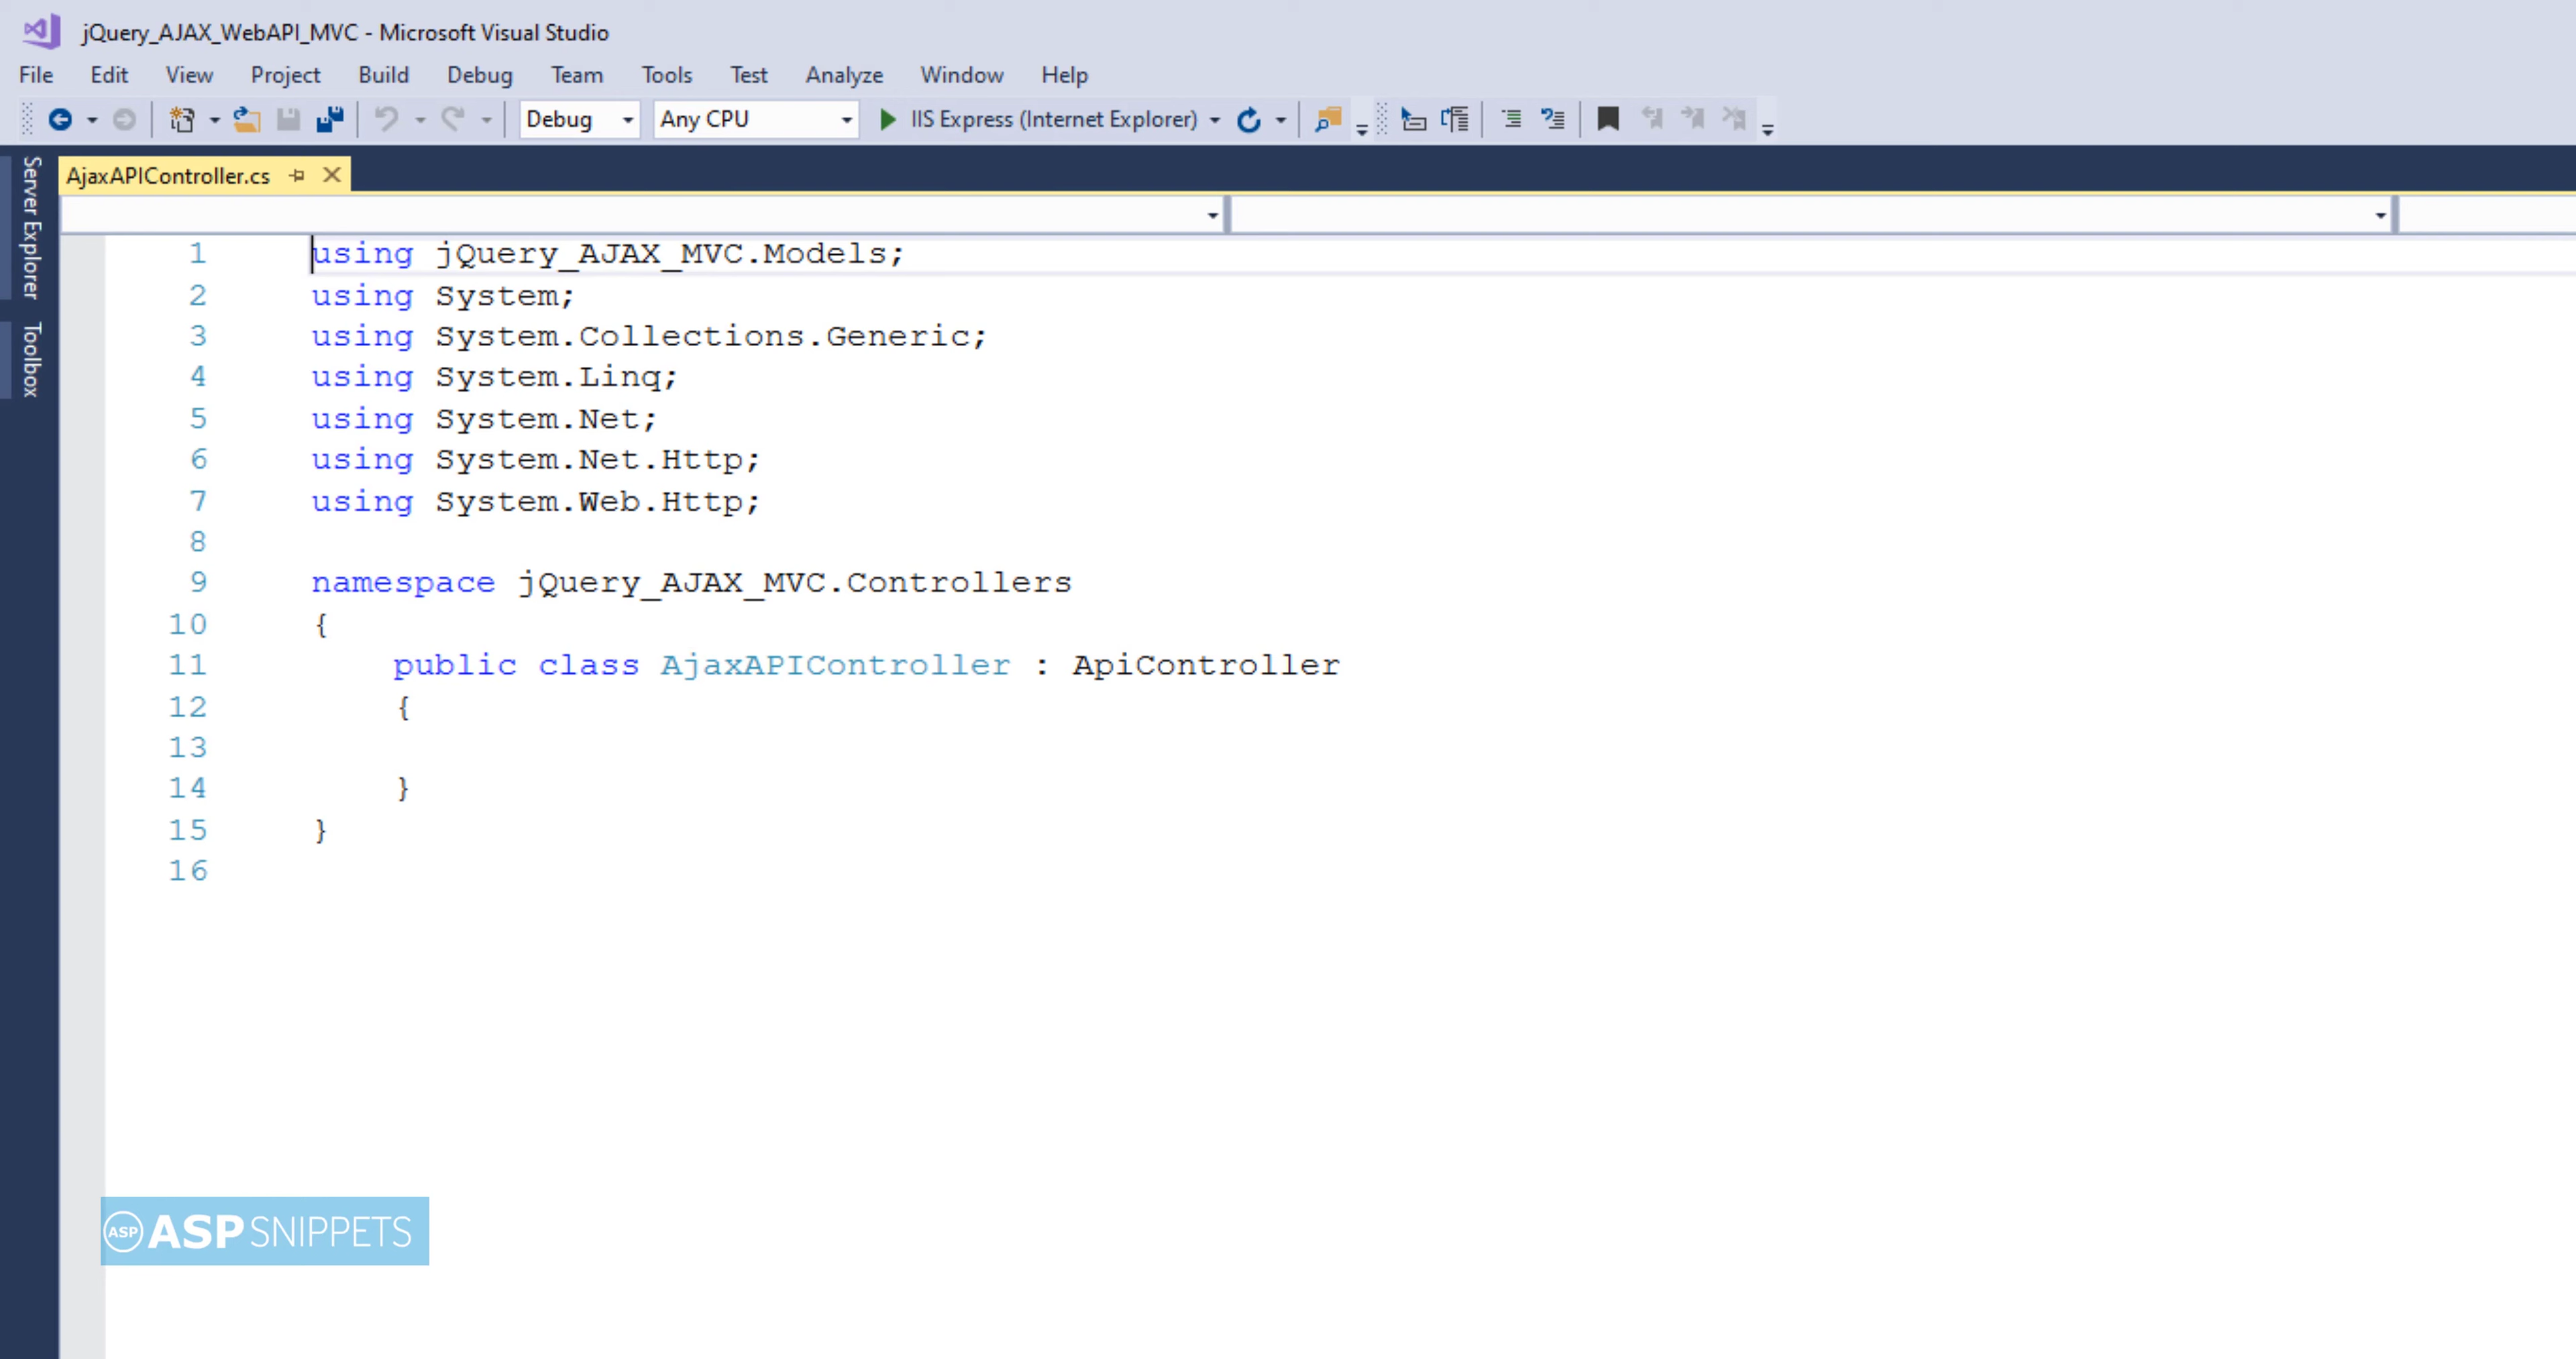 jQuery_AJAX_WebAPI_MVC - Microsoft Visual Studio
File Edit View Project Build Debug Team Tools Test Analyze Window Help
Debug Any CPU IIS Express (Internet Explorer)
Server Explorer
Toolbox
AjaxAPIController.cs
1 using jQuery_AJAX_MVC.Models;
2 using System;
3 using System.Collections.Generic;
4 using System.Linq;
5 using System.Net;
6 using System.Net.Http;
7 using System.Web.Http;
8
9 namespace jQuery_AJAX_MVC.Controllers
10 {
11 public class AjaxAPIController : ApiController
12 {
13
14 }
15 }
16
ASP ASPSNIPPETS